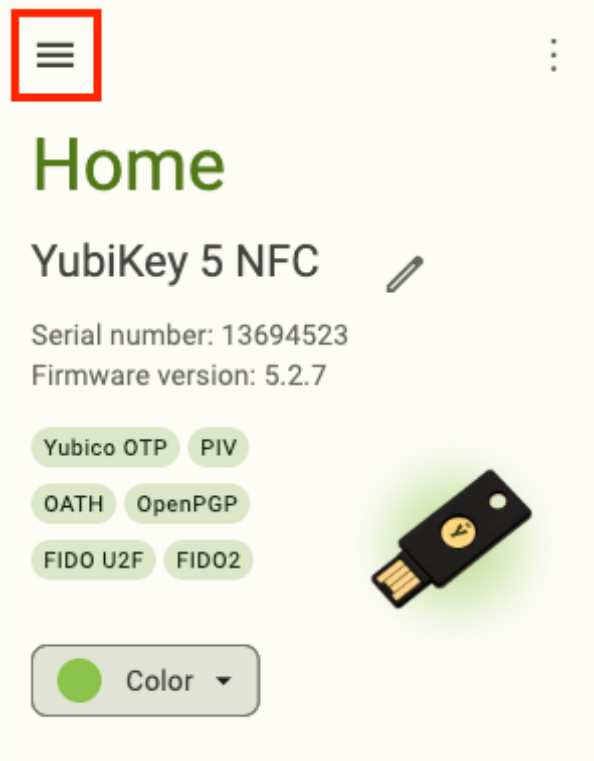 Home
YubiKey 5 NFC
Serial number: 13694523
Firmware version: 5.2.7
Yubico OTP PIV
OATH OpenPGP
FIDO U2F FIDO2
Color